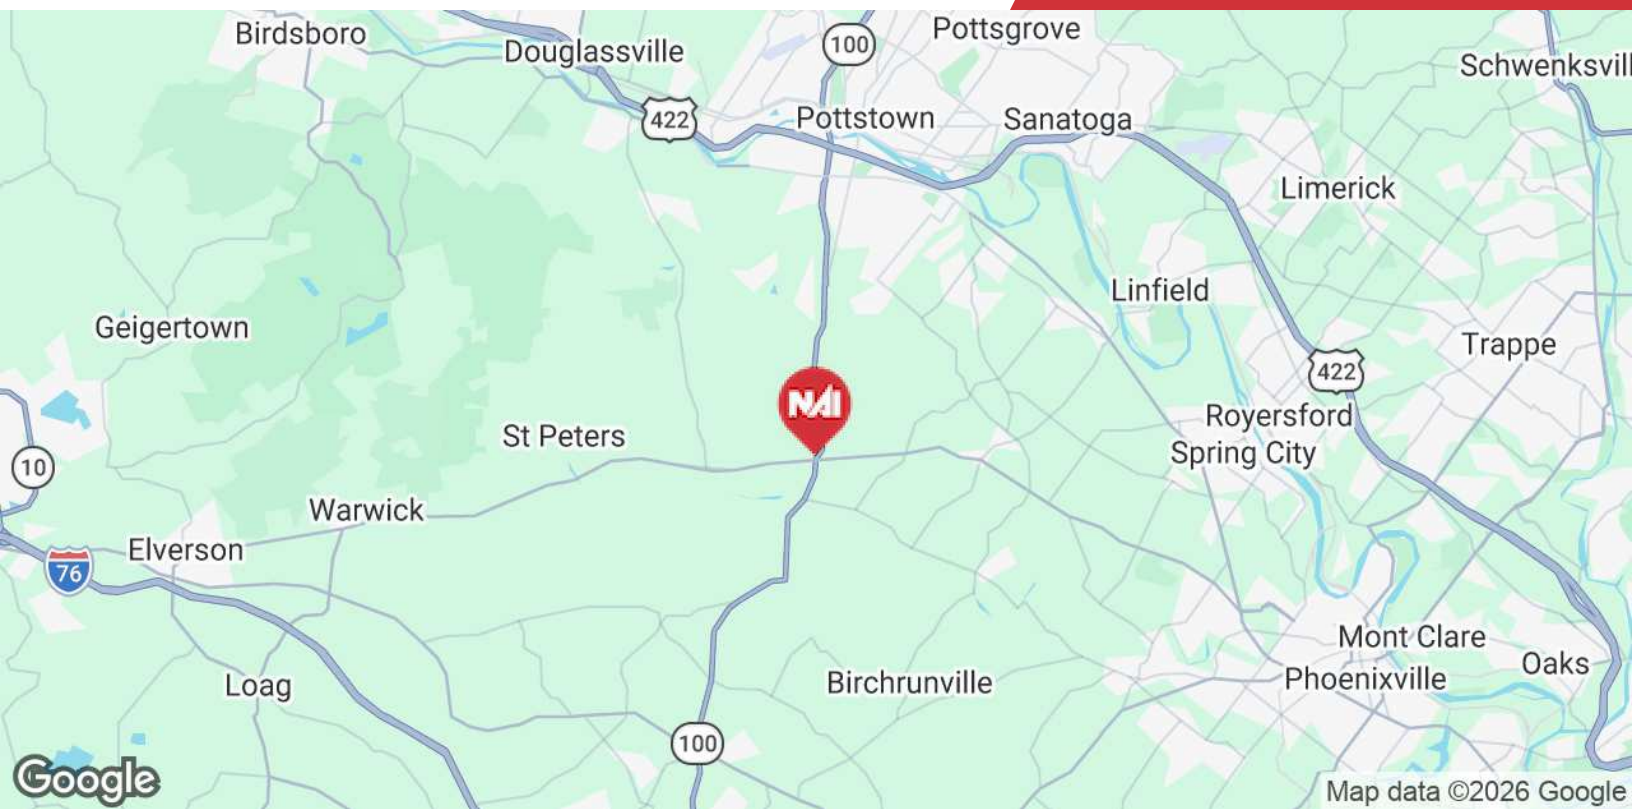 Birdsboro
Douglassville
100
Pottsgrove
Schwenksvill
422
Pottstown
Sanatoga
Limerick
Linfield
Geigertown
Trappe
422
NAI
Royersford
St Peters
Spring City
10
Warwick
Elverson
76
Mont Clare
Oaks
Loag
Birchrunville
Phoenixville
100
Google
Map data ©2026 Google